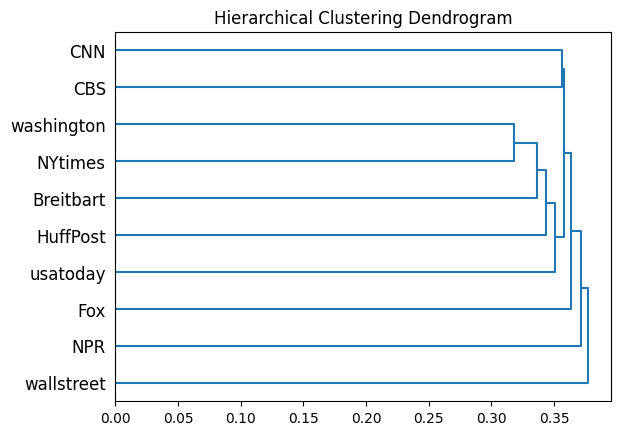 Hierarchical Clustering Dendrogram
CNN
CBS
washington
NYtimes
Breitbart
HuffPost
usatoday
Fox
NPR
wallstreet
0.00 0.05 0.10 0.15 0.20 0.25 0.30 0.35